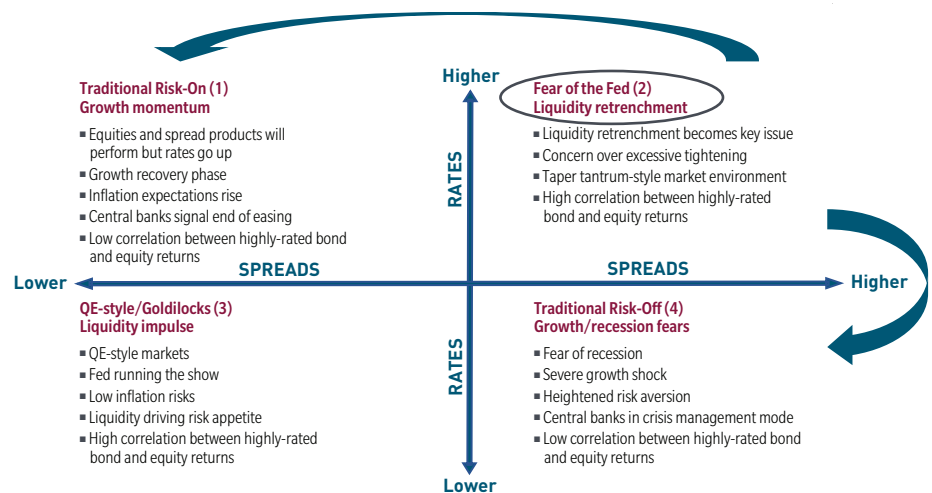 Higher
Traditional Risk-On (1)
Growth momentum
■ Equities and spread products will
perform but rates go up
■ Growth recovery phase
■ Inflation expectations rise
■ Central banks signal end of easing
■ Low correlation between highly-rated bond
and equity returns
RATES
Fear of the Fed (2)
Liquidity retrenchment
■ Liquidity retrenchment becomes key issue
■ Concern over excessive tightening
■ Taper tantrum-style market environment
■ High correlation between highly-rated
bond and equity returns
Lower
SPREADS
SPREADS
Higher
QE-style/Goldilocks (3)
Liquidity impulse
■ QE-style markets
■ Fed running the show
■ Low inflation risks
■ Liquidity driving risk appetite
■ High correlation between highly-rated
bond and equity returns
RATES
Traditional Risk-Off (4)
Growth/recession fears
■ Fear of recession
■ Severe growth shock
■ Heightened risk aversion
■ Central banks in crisis management mode
■ Low correlation between highly-rated bond
and equity returns
Lower